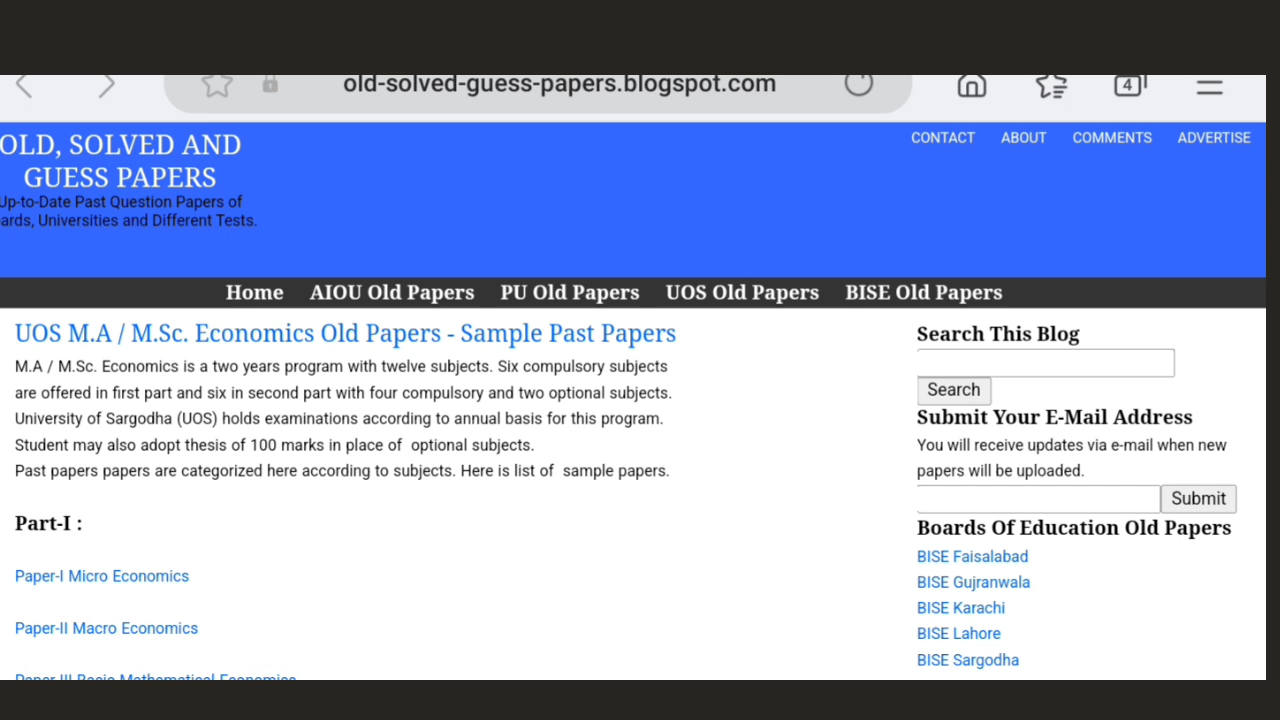 old-solved-guess-papers.blogspot.com
4
OLD, SOLVED AND
GUESS PAPERS
Up-to-Date Past Question Papers of
ards, Universities and Different Tests.
CONTACT ABOUT COMMENTS ADVERTISE
Home AIOU Old Papers PU Old Papers UOS Old Papers BISE Old Papers
UOS M.A / M.Sc. Economics Old Papers - Sample Past Papers
M.A / M.Sc. Economics is a two years program with twelve subjects. Six compulsory subjects
are offered in first part and six in second part with four compulsory and two optional subjects.
University of Sargodha (UOS) holds examinations according to annual basis for this program.
Student may also adopt thesis of 100 marks in place of optional subjects.
Past papers papers are categorized here according to subjects. Here is list of sample papers.
Part-I :
Paper-I Micro Economics
Paper-II Macro Economics
Paper-III Basic Mathematical Economics
Search This Blog
Search
Submit Your E-Mail Address
You will receive updates via e-mail when new
papers will be uploaded.
Submit
Boards Of Education Old Papers
BISE Faisalabad
BISE Gujranwala
BISE Karachi
BISE Lahore
BISE Sargodha